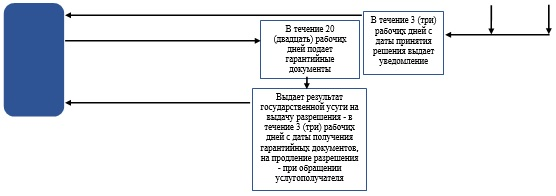 В течение 20
(двадцать) рабочих
дней подает
гарантийные
документы
В течение 3 (три)
рабочих дней с
даты принятия
решения выдает
уведомление
Выдает результат
государственной усуги на
выдачу разрешения - в
течение 3 (три) рабочих
дней с даты получения
гарантийных документов,
на продление разрешения
- при обращении
услугополучателя